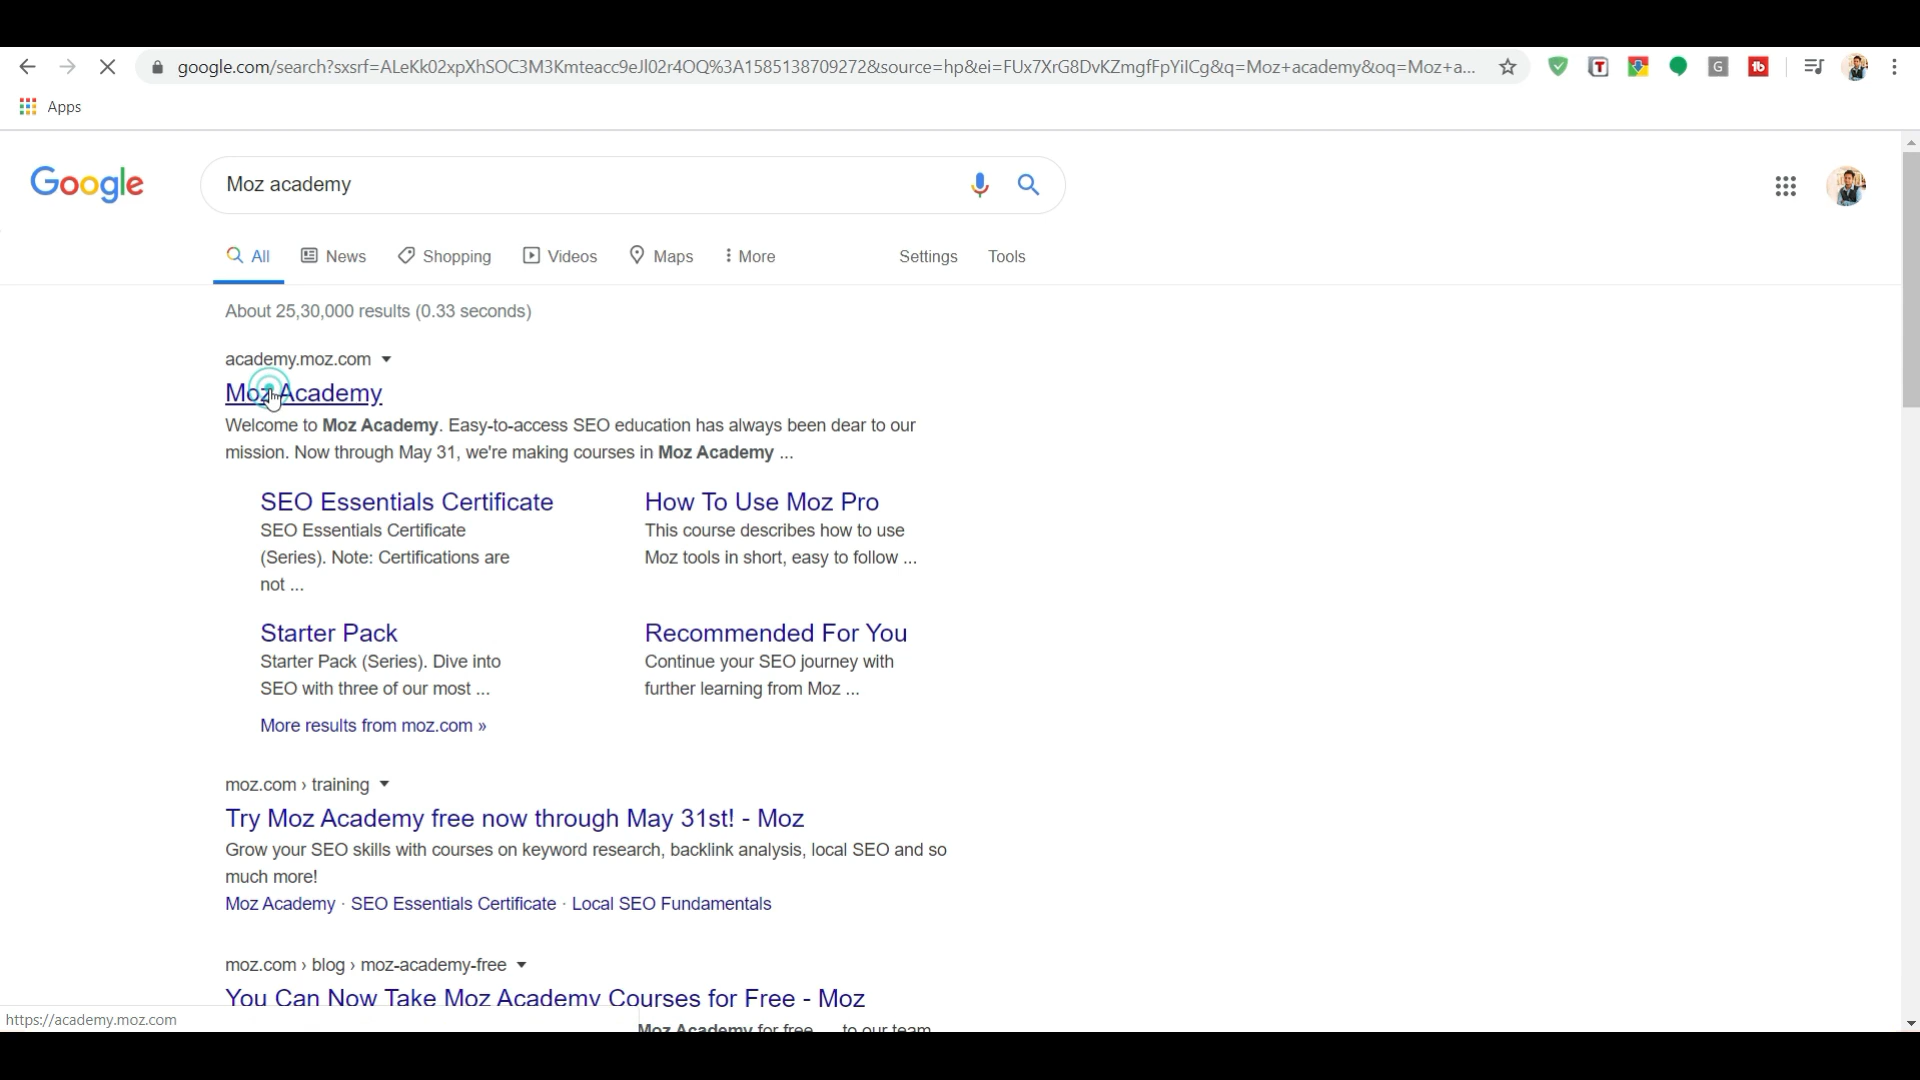 google.com/search?sxsrf=ALeKk02xpXhSOC3M3Kmteacc9eJl02r4OQ%3A1585138709272&source=hp&ei=FUx7XrG8DvKZmgfFpYiICg&q=Moz+academy&oq=Moz+a...
Apps
Google
Moz academy
All News Shopping Videos Maps More Settings Tools
About 25,30,000 results (0.33 seconds)
academy.moz.com
Moz Academy
Welcome to Moz Academy. Easy-to-access SEO education has always been dear to our
mission. Now through May 31, we're making courses in Moz Academy ...
SEO Essentials Certificate
SEO Essentials Certificate
(Series). Note: Certifications are
not ...
How To Use Moz Pro
This course describes how to use
Moz tools in short, easy to follow ...
Starter Pack
Starter Pack (Series). Dive into
SEO with three of our most ...
Recommended For You
Continue your SEO journey with
further learning from Moz ...
More results from moz.com »
moz.com › training
Try Moz Academy free now through May 31st! - Moz
Grow your SEO skills with courses on keyword research, backlink analysis, local SEO and so
much more!
Moz Academy · SEO Essentials Certificate · Local SEO Fundamentals
moz.com › blog › moz-academy-free
You Can Now Take Moz Academy Courses for Free - Moz
https://academy.moz.com
Moz Academy for free to our team